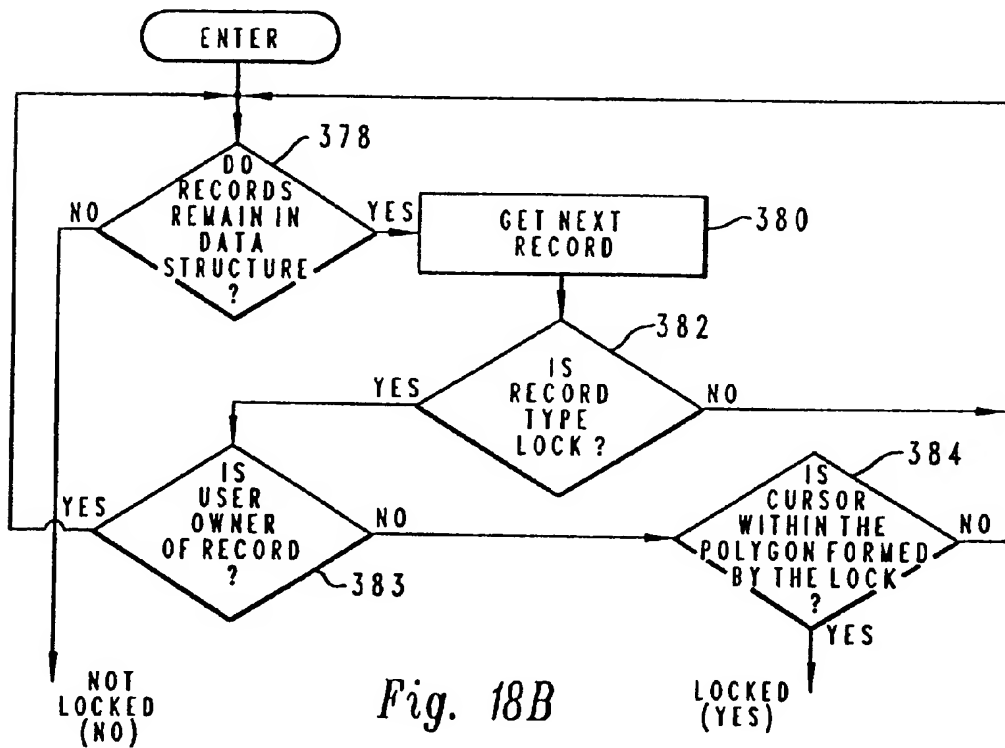 ENTER
378
DO
RECORDS
REMAIN IN
DATA
STRUCTURE
?
NO
YES
GET NEXT
RECORD
380
382
IS
RECORD
TYPE
LOCK ?
YES
NO
IS
USER
OWNER
OF RECORD
?
YES
NO
383
384
IS
CURSOR
WITHIN THE
POLYGON FORMED
BY THE LOCK
?
NO
YES
NOT
LOCKED
(NO)
Fig. 18B
LOCKED
(YES)